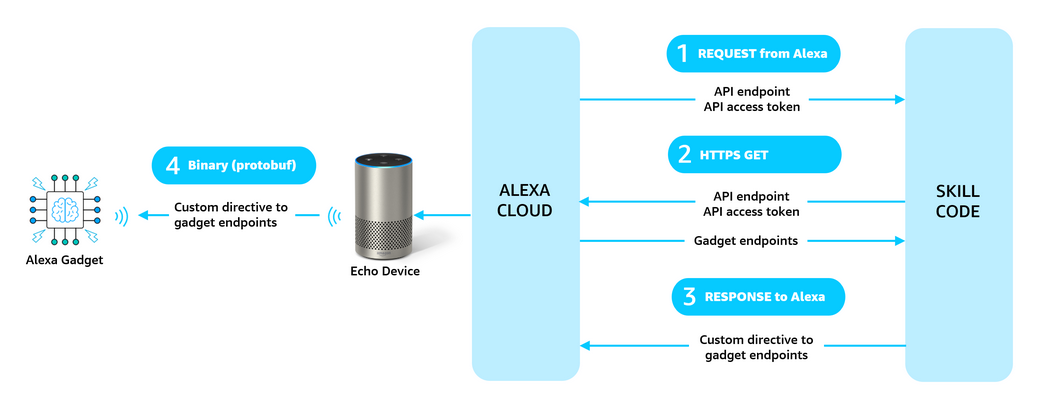 1 REQUEST from Alexa
API endpoint
API access token
2 HTTPS GET
API endpoint
API access token
Gadget endpoints
3 RESPONSE to Alexa
Custom directive to
gadget endpoints
ALEXA
CLOUD
SKILL
CODE
4 Binary (protobuf)
Custom directive to
gadget endpoints
Alexa Gadget
Echo Device